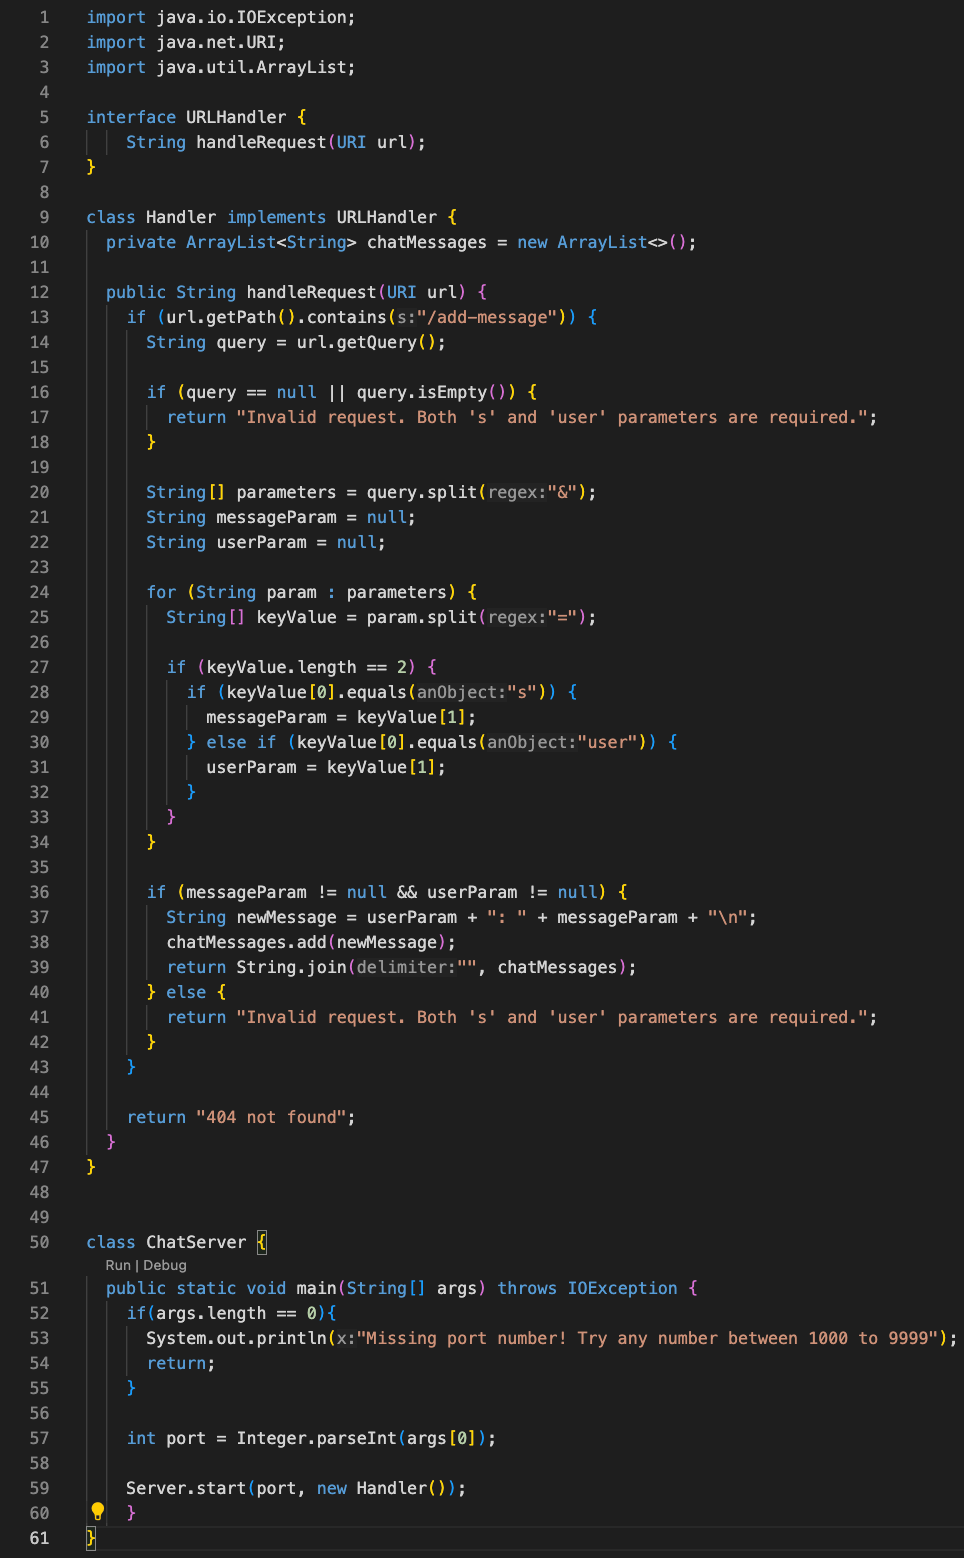 1 import java.io.IOException;
2 import java.net.URI;
3 import java.util.ArrayList;
4
5 interface URLHandler {
6 String handleRequest(URI url);
7 }
8
9 class Handler implements URLHandler {
10 private ArrayList<String> chatMessages = new ArrayList<>();
11
12 public String handleRequest(URI url) {
13 if (url.getPath().contains(s:"/add-message")) {
14 String query = url.getQuery();
15
16 if (query == null || query.isEmpty()) {
17 return "Invalid request. Both 's' and 'user' parameters are required.";
18 }
19
20 String[] parameters = query.split(regex:"&");
21 String messageParam = null;
22 String userParam = null;
23
24 for (String param : parameters) {
25 String[] keyValue = param.split(regex:"=");
26
27 if (keyValue.length == 2) {
28 if (keyValue[0].equals(anObject:"s")) {
29 messageParam = keyValue[1];
30 } else if (keyValue[0].equals(anObject:"user")) {
31 userParam = keyValue[1];
32 }
33 }
34 }
35
36 if (messageParam != null && userParam != null) {
37 String newMessage = userParam + ": " + messageParam + "\n";
38 chatMessages.add(newMessage);
39 return String.join(delimiter:"", chatMessages);
40 } else {
41 return "Invalid request. Both 's' and 'user' parameters are required.";
42 }
43 }
44
45 return "404 not found";
46 }
47 }
48
49
50 class ChatServer {
Run | Debug
51 public static void main(String[] args) throws IOException {
52 if(args.length == 0){
53 System.out.println(x:"Missing port number! Try any number between 1000 to 9999");
54 return;
55 }
56
57 int port = Integer.parseInt(args[0]);
58
59 Server.start(port, new Handler());
60 }
61 }